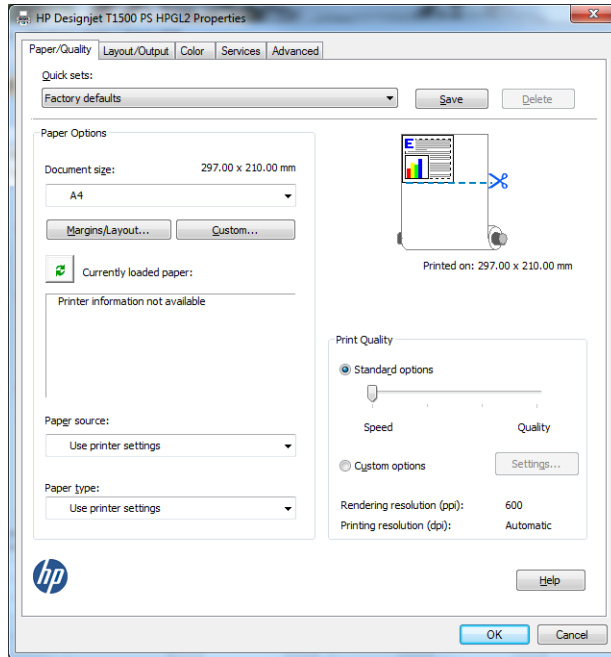 HP Designjet T1500 PS HPGL2 Properties
Paper/Quality Layout/Output Color Services Advanced
Quick sets:
Factory defaults
Save
Delete
Paper Options
Document size: 297.00 x 210.00 mm
A4
Margins/Layout... Custom...
Currently loaded paper:
Printer information not available
Paper source:
Use printer settings
Paper type:
Use printer settings
E
Printed on: 297.00 x 210.00 mm
Print Quality
Standard options
Speed Quality
Custom options Settings...
Rendering resolution (ppi): 600
Printing resolution (dpi): Automatic
hp
Help
OK Cancel